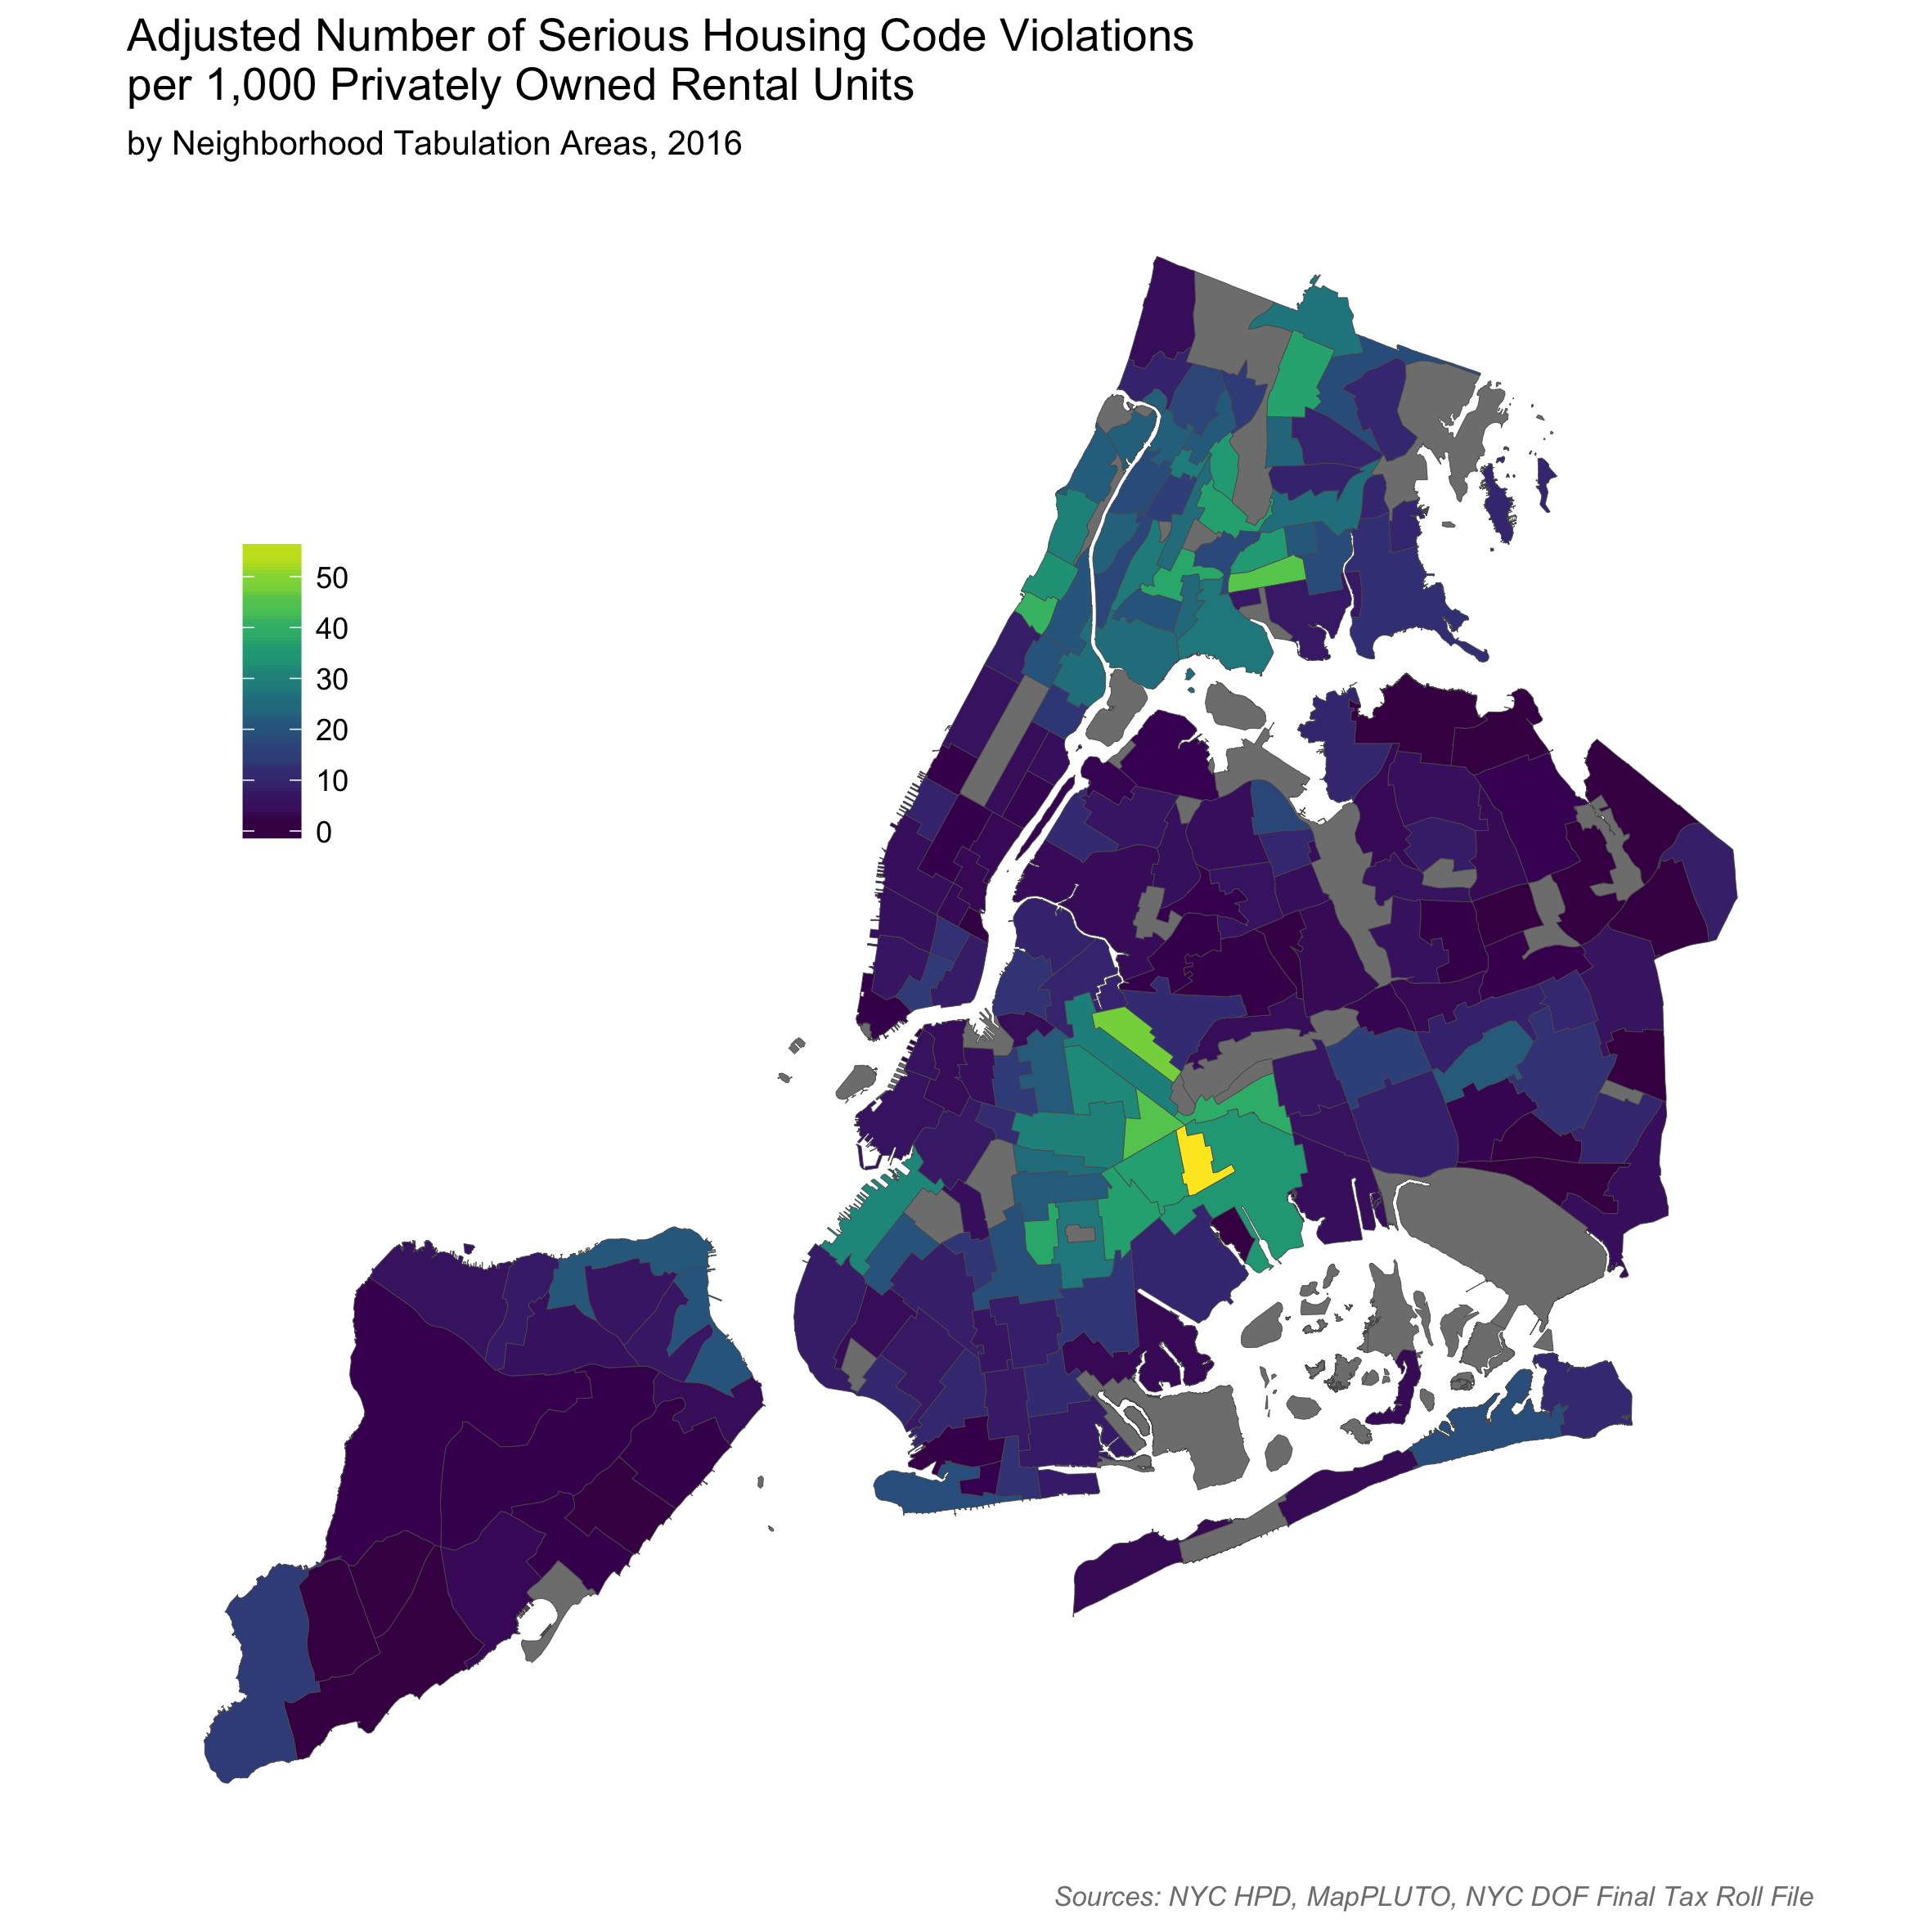 Adjusted Number of Serious Housing Code Violations
per 1,000 Privately Owned Rental Units
by Neighborhood Tabulation Areas, 2016
50
40
30
20
10
0
Sources: NYC HPD, MapPLUTO, NYC DOF Final Tax Roll File